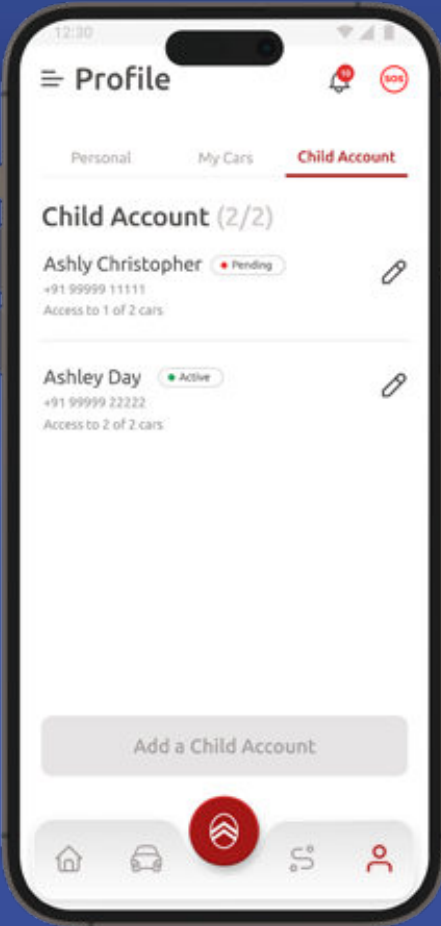 12:30
Profile
10
SOS
Personal My Cars Child Account
Child Account (2/2)
Ashly Christopher Pending
+91 99999 11111
Access to 1 of 2 cars
Ashley Day Active
+91 99999 22222
Access to 2 of 2 cars
Add a Child Account